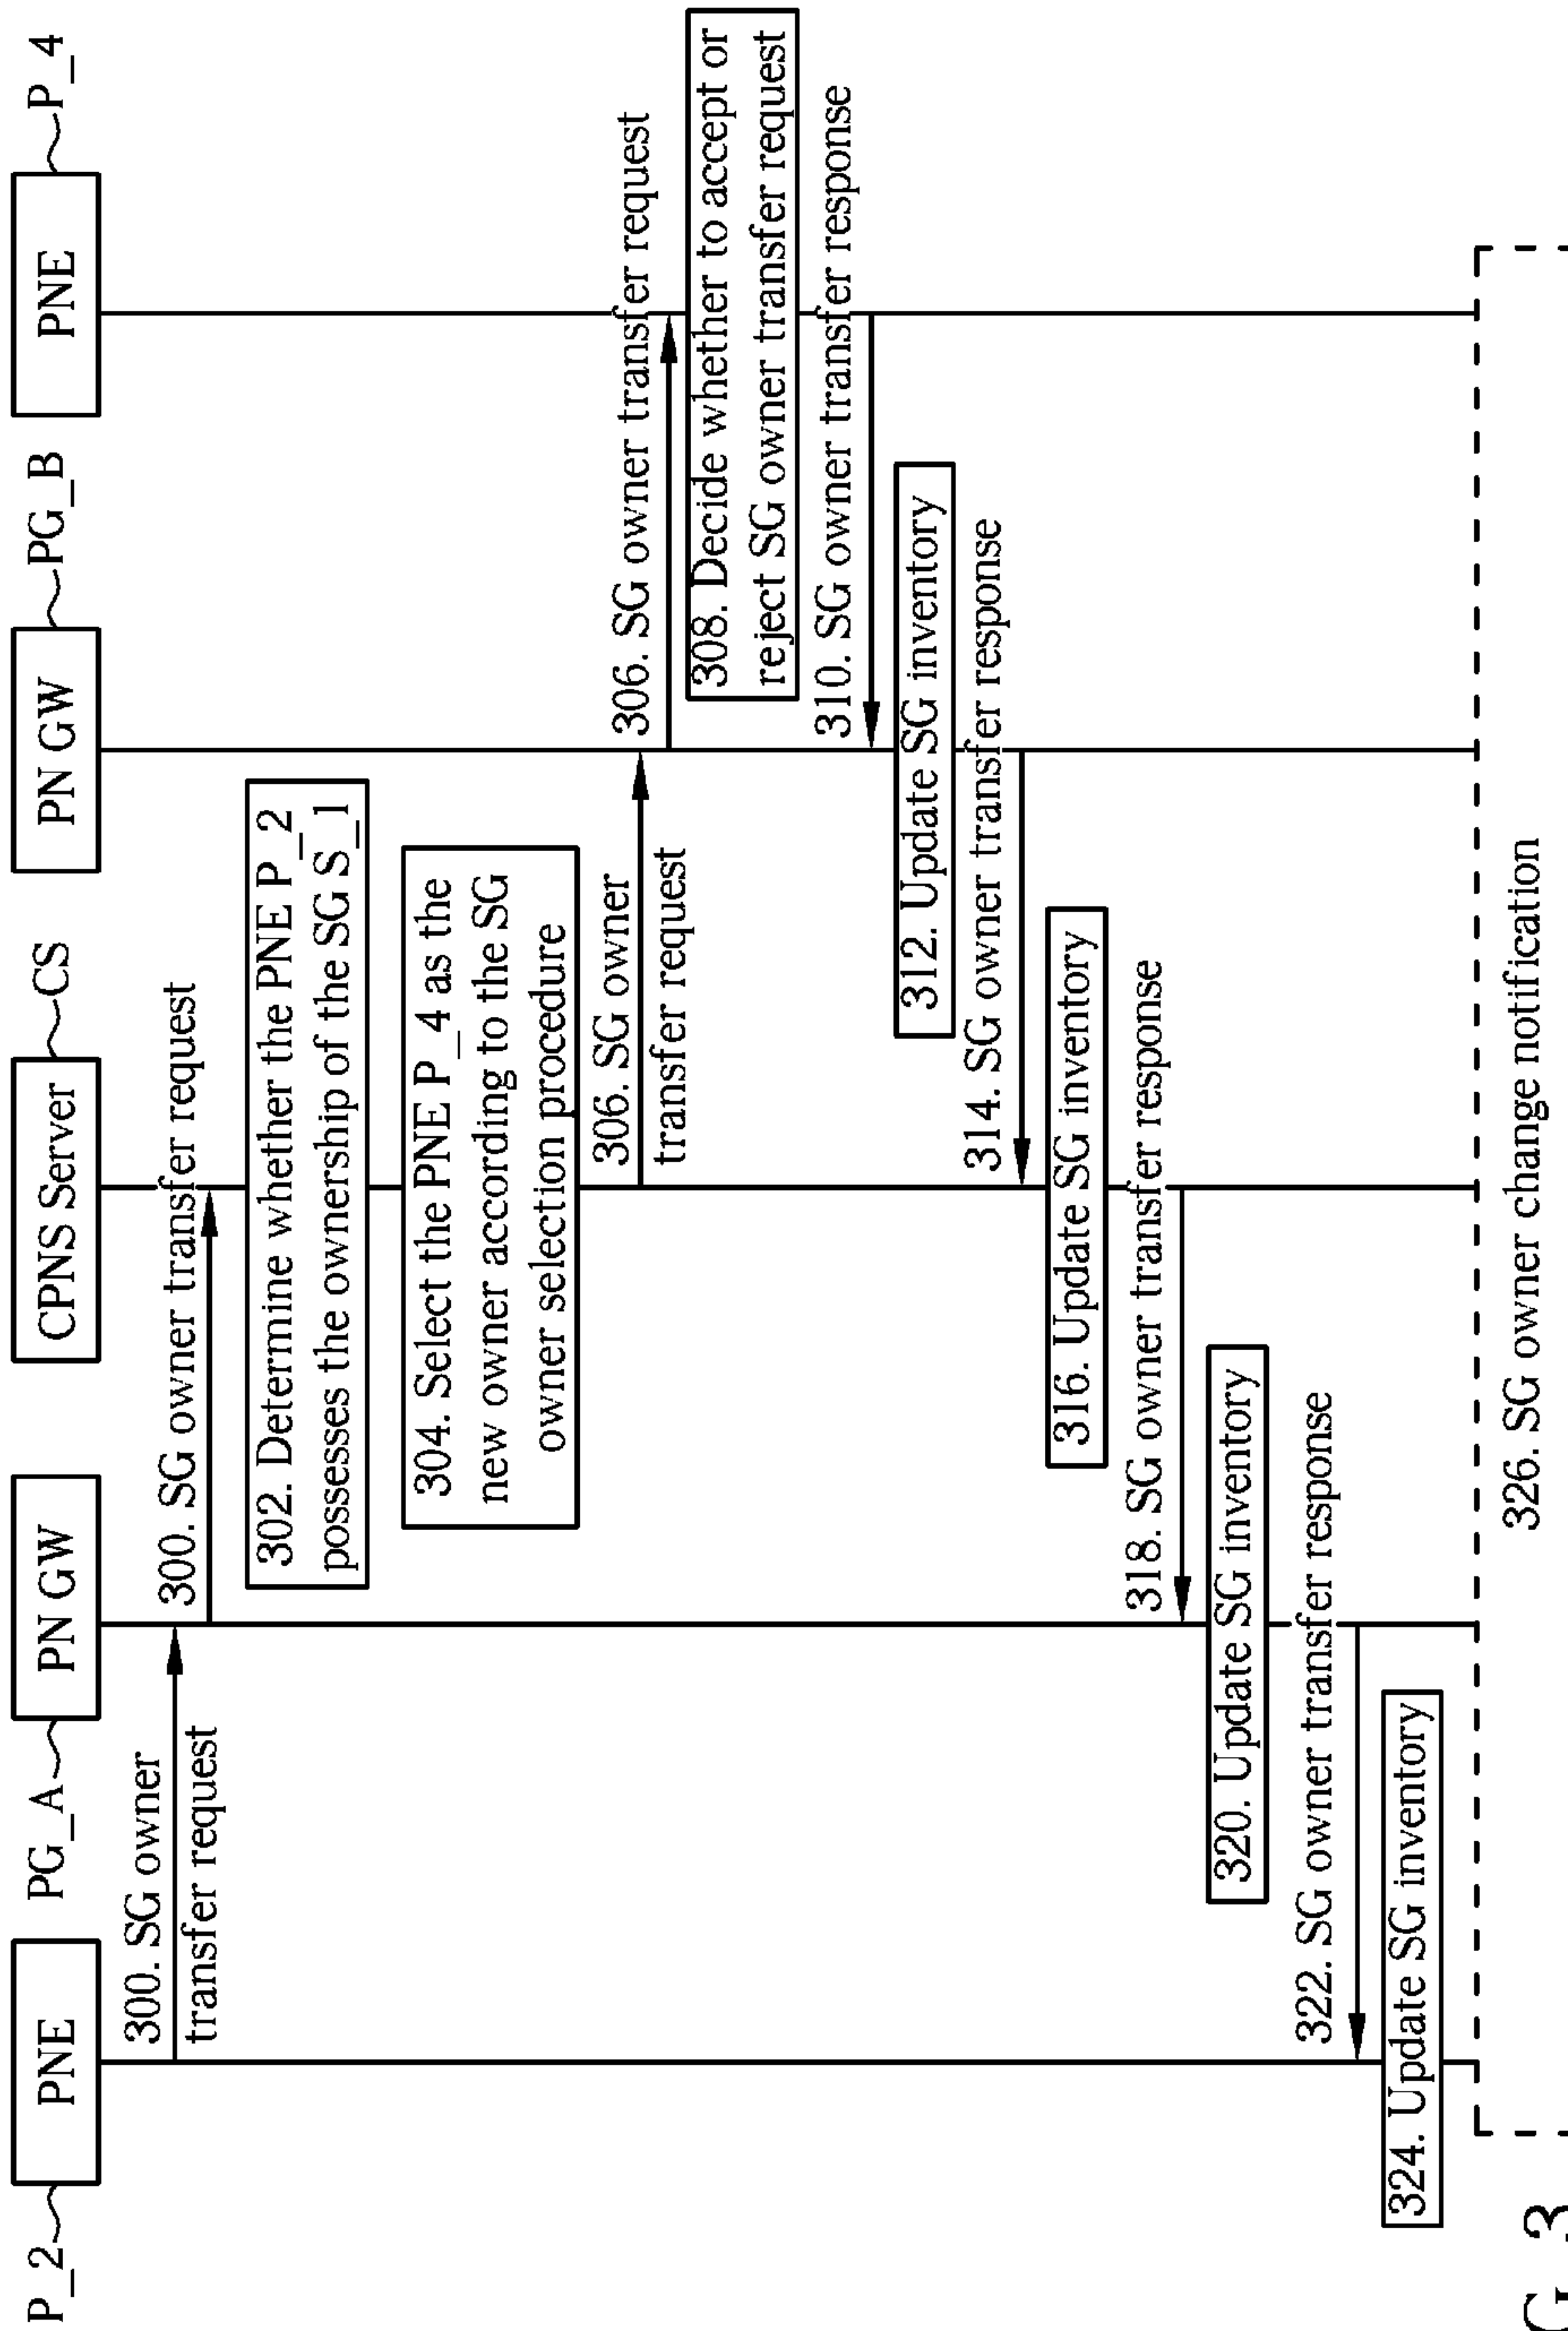 P_2
PNE
PG_A
PN GW
CPNS Server
CS
PN GW
PG_B
PNE
P_4
300. SG owner
transfer request
300. SG owner transfer request
302. Determine whether the PNE P_2
possesses the ownership of the SG S_1
304. Select the PNE P_4 as the
new owner according to the SG
owner selection procedure
306. SG owner
transfer request
306. SG owner transfer request
308. Decide whether to accept or
reject SG owner transfer request
310. SG owner transfer response
312. Update SG inventory
314. SG owner transfer response
316. Update SG inventory
318. SG owner transfer response
320. Update SG inventory
322. SG owner transfer response
324. Update SG inventory
326. SG owner change notification
G. 3